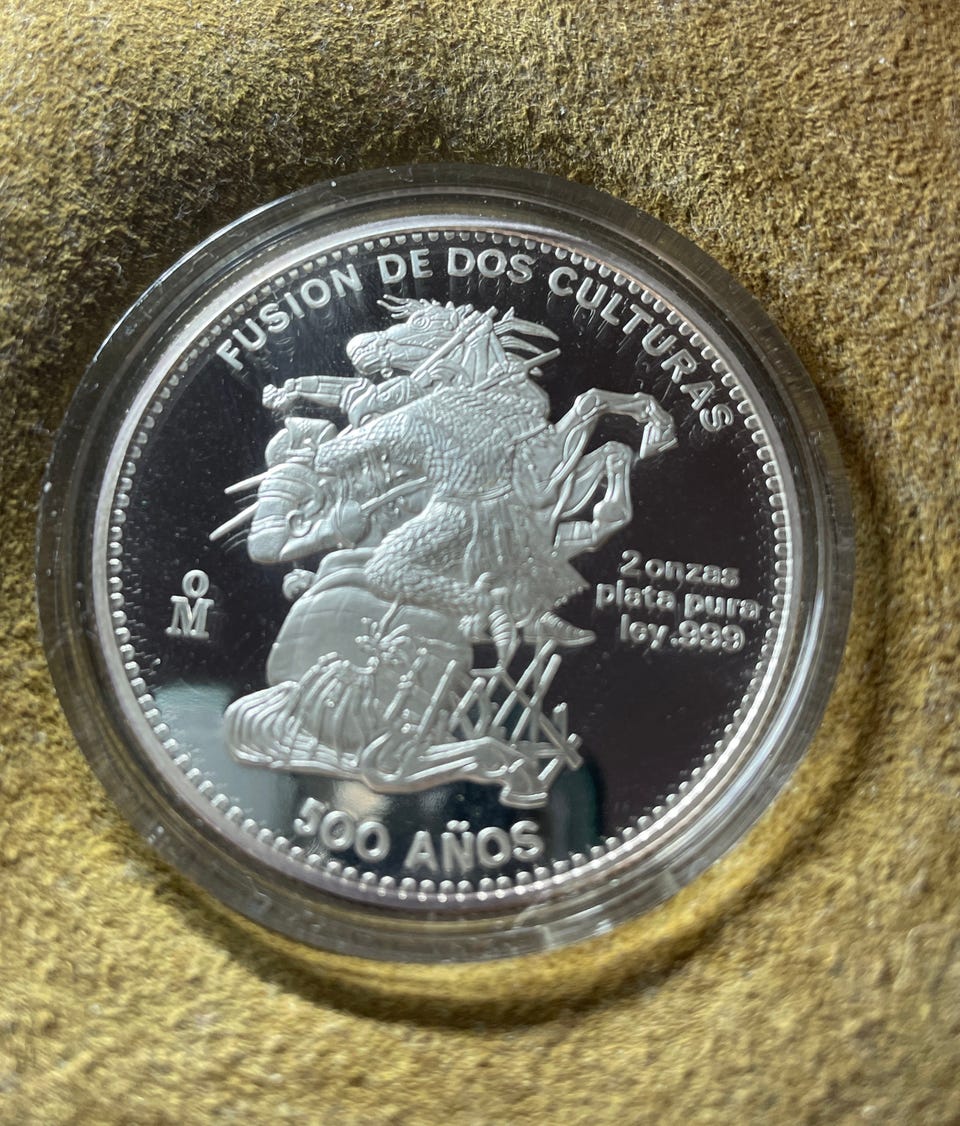 FUSION DE DOS CULTURAS
o
M
2 onzas
plata pura
ley .999
500 AÑOS